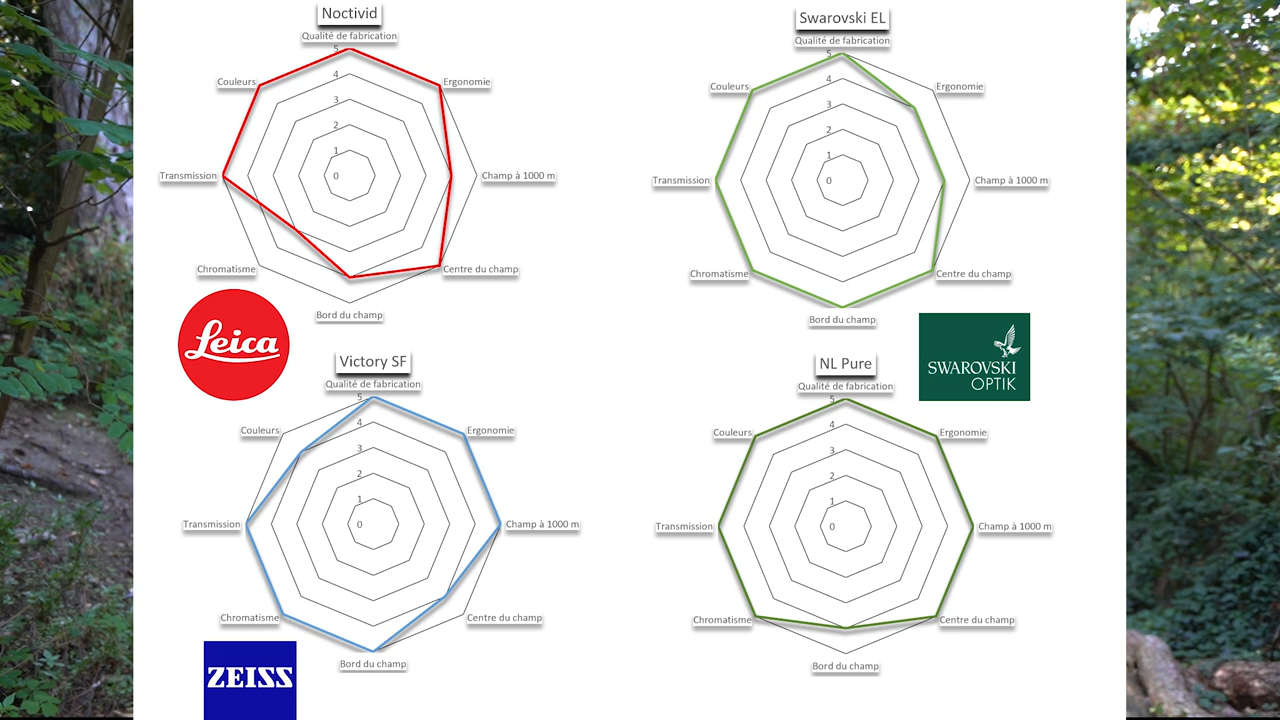 Noctivid
Qualité de fabrication
5
Couleurs
Ergonomie
4
3
2
1
Transmission
0
Champ à 1000 m
Chromatisme
Centre du champ
Bord du champ
Leica
Swarovski EL
Qualité de fabrication
5
Couleurs
Ergonomie
4
3
2
1
Transmission
0
Champ à 1000 m
Chromatisme
Centre du champ
Bord du champ
SWAROVSKI
OPTIK
Victory SF
Qualité de fabrication
5
Couleurs
Ergonomie
4
3
2
1
Transmission
0
Champ à 1000 m
Chromatisme
Centre du champ
Bord du champ
ZEISS
NL Pure
Qualité de fabrication
5
Couleurs
Ergonomie
4
3
2
1
Transmission
0
Champ à 1000 m
Chromatisme
Centre du champ
Bord du champ